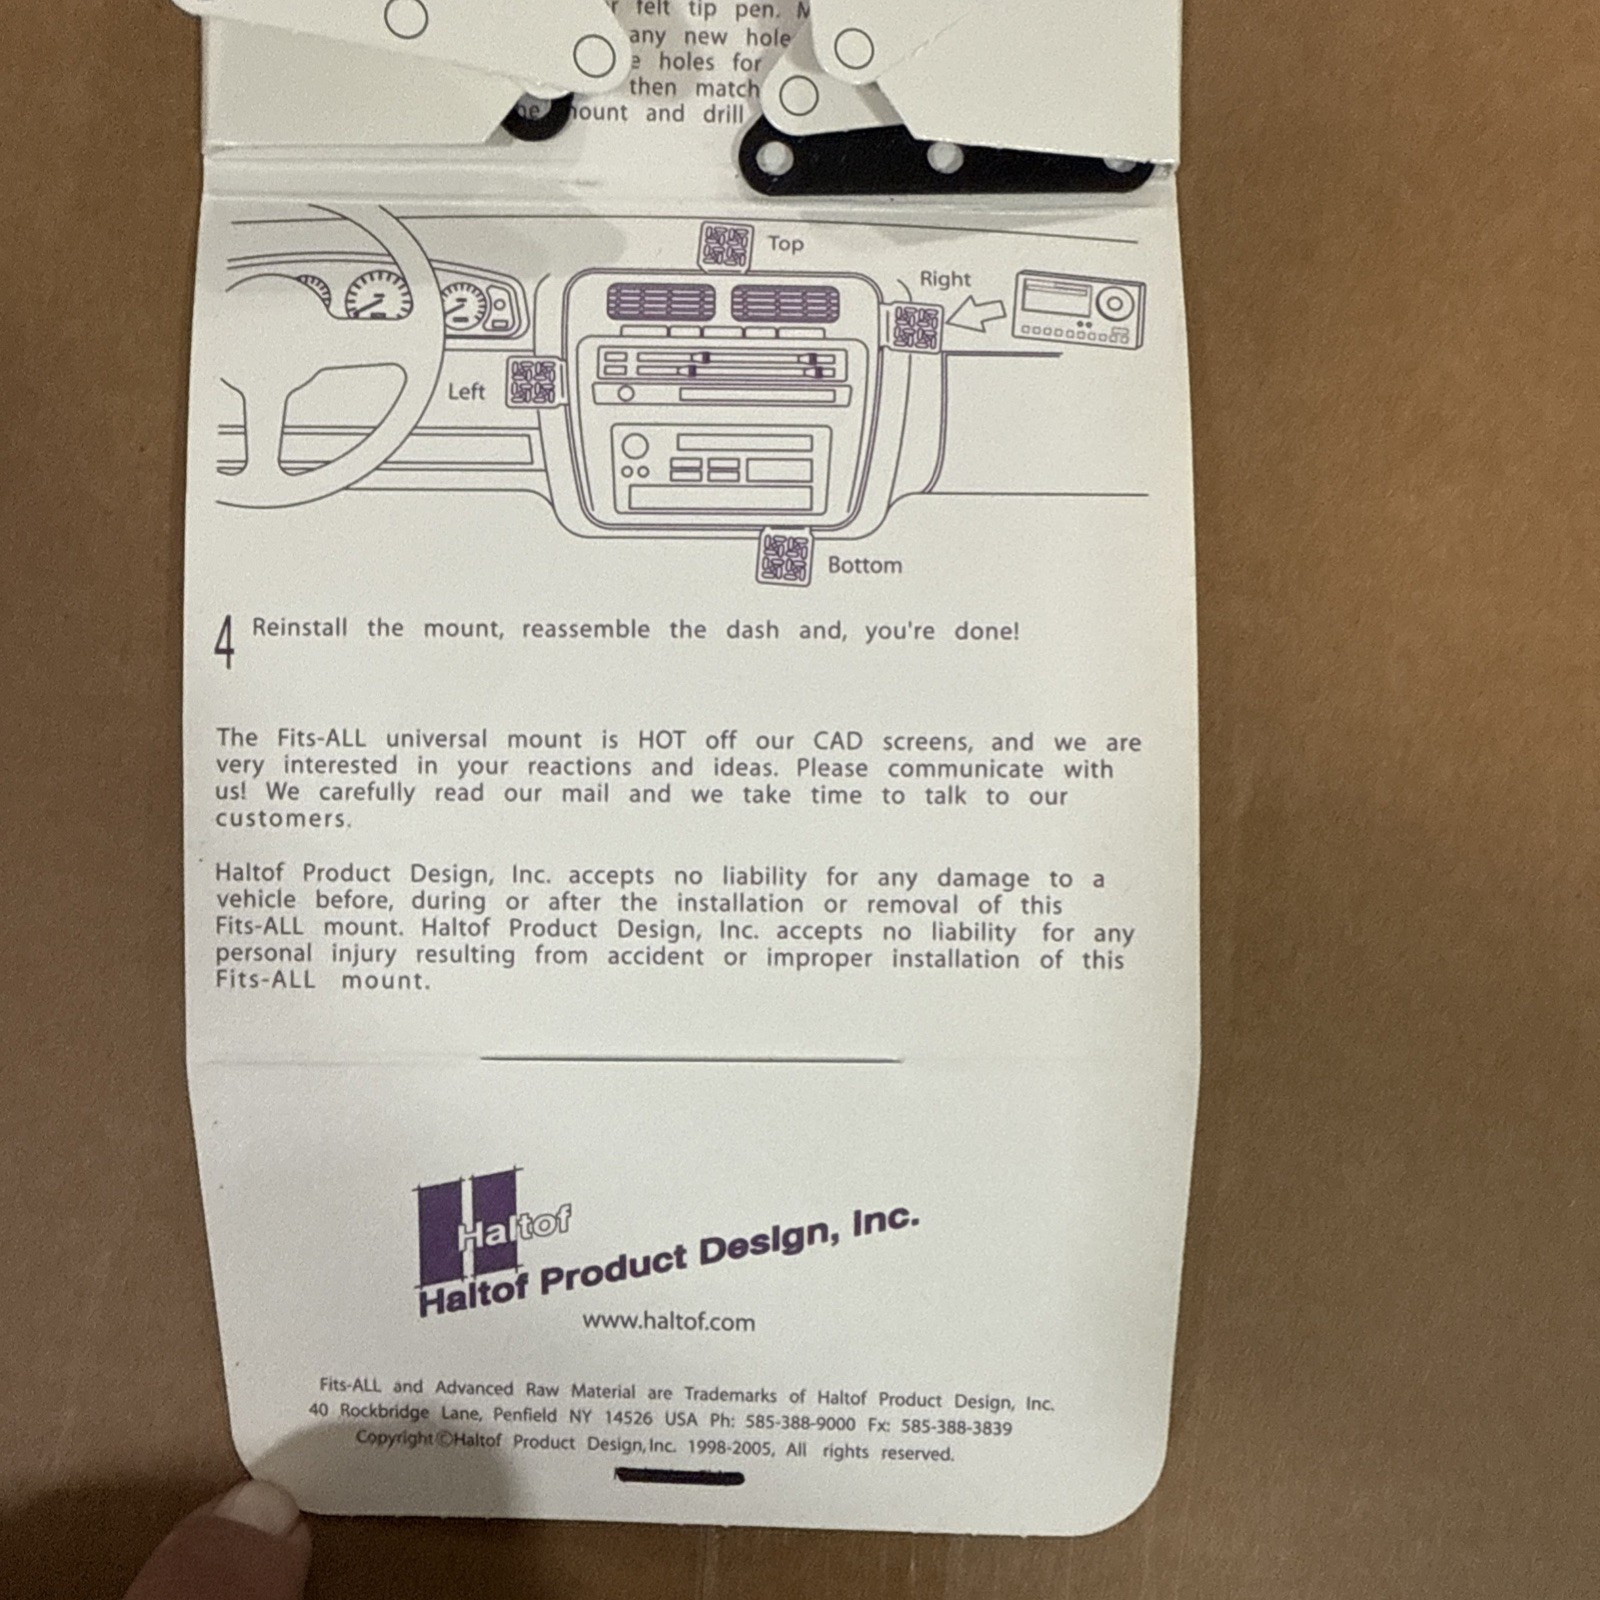 felt tip pen.
any new hole
holes for
then match
mount and drill
Top
Right
Left
Bottom
4 Reinstall the mount, reassemble the dash and, you're done!
The Fits-ALL universal mount is HOT off our CAD screens, and we are
very interested in your reactions and ideas. Please communicate with
us! We carefully read our mail and we take time to talk to our
customers.
Haltof Product Design, Inc. accepts no liability for any damage to a
vehicle before, during or after the installation or removal of this
Fits-ALL mount. Haltof Product Design, Inc. accepts no liability for any
personal injury resulting from accident or improper installation of this
Fits-ALL mount.
Haltof
Haltof Product Design, Inc.
www.haltof.com
Fits-ALL and Advanced Raw Material are Trademarks of Haltof Product Design, Inc.
40 Rockbridge Lane, Penfield NY 14526 USA Ph: 585-388-9000 Fx: 585-388-3839
Copyright ©Haltof Product Design, Inc. 1998-2005, All rights reserved.